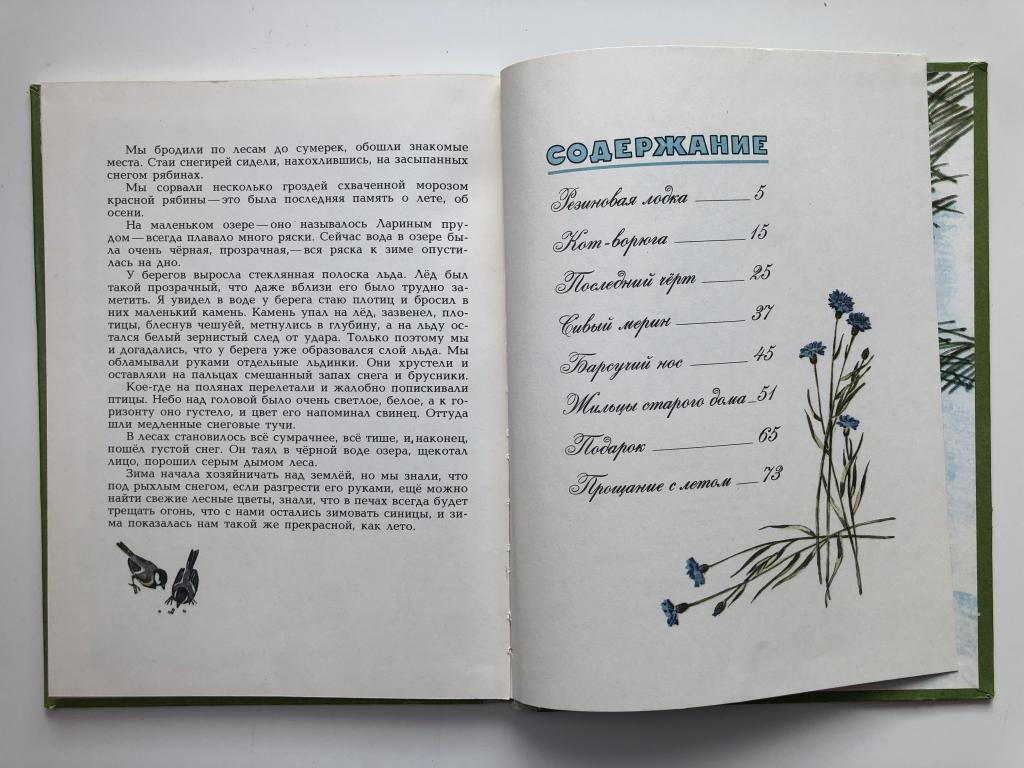 Мы бродили по лесам до сумерек, обошли знакомые
места. Стаи снегирей сидели, нахохлившись, на засыпанных
снегом рябинах.
Мы сорвали несколько гроздей схваченной морозом
красной рябины—это была последняя память о лете, об
осени.
На маленьком озере—оно называлось Лариным пру-
дом—всегда плавало много ряски. Сейчас вода в озере бы-
ла очень чёрная, прозрачная,—вся ряска к зиме опусти-
лась на дно.
У берегов выросла стеклянная полоска льда. Лёд был
такой прозрачный, что даже вблизи его было трудно за-
метить. Я увидел в воде у берега стаю плотиц и бросил в
них маленький камень. Камень упал на лёд, зазвенел, пло-
тицы, блеснув чешуёй, метнулись в глубину, а на льду ос-
тался белый зернистый след от удара. Только поэтому мы
и догадались, что у берега уже образовался слой льда. Мы
обламывали руками отдельные льдинки. Они хрустели и
оставляли на пальцах смешанный запах снега и брусники.
Кое-где на полянах перелетали и жалобно попискивали
птицы. Небо над головой было очень светлое, белое, а к го-
ризонту оно густело, и цвет его напоминал свинец. Оттуда
шли медленные снеговые тучи.
В лесах становилось всё сумрачнее, всё тише, и, наконец,
пошёл густой снег. Он таял в чёрной воде озера, щекотал
лицо, порошил серым дымом леса.
Зима начала хозяйничать над землёй, но мы знали, что
под рыхлым снегом, если разгрести его руками, ещё можно
найти свежие лесные цветы, знали, что в печах всегда будет
трещать огонь, что с нами остались зимовать синицы, и зи-
ма показалась нам такой же прекрасной, как лето.
СОДЕРЖАНИЕ
Резиновая лодка 5
Кот-ворюга 15
Последний чёрт 25
Сивый мерин 37
Барсучий нос 45
Жильцы старого дома 51
Подарок 65
Прощание с летом 73